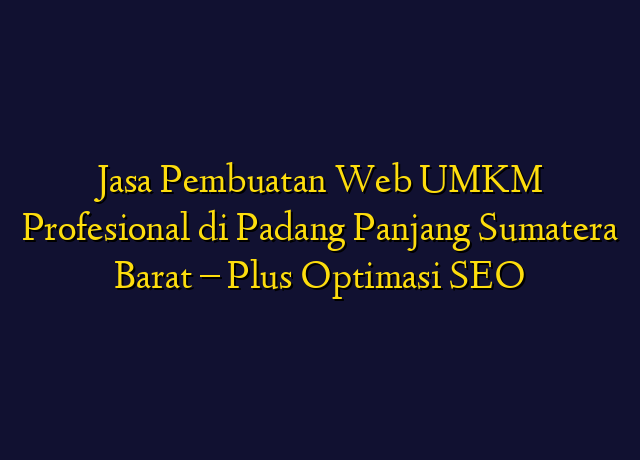 Jasa Pembuatan Web UMKM
Profesional di Padang Panjang Sumatera
Barat – Plus Optimasi SEO